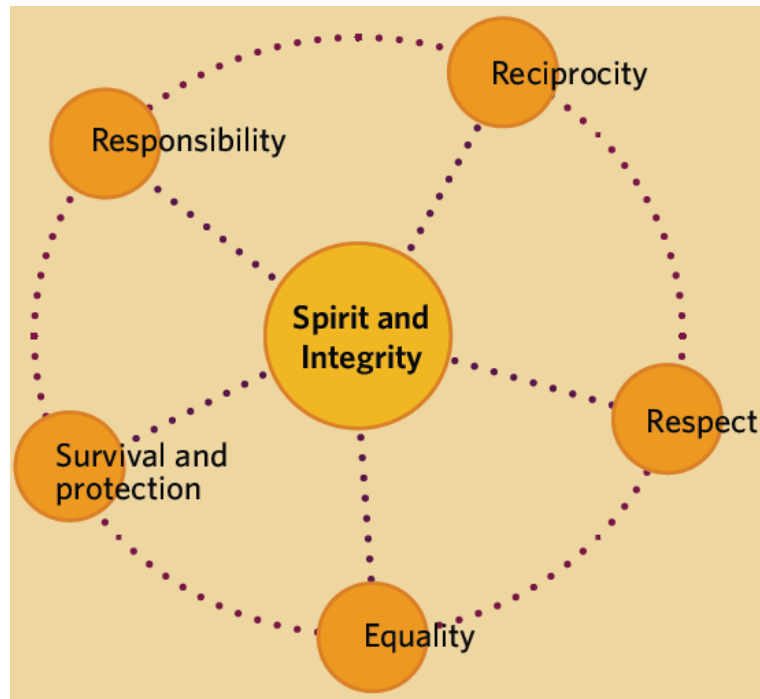 Reciprocity
Responsibility
Spirit and
Integrity
Respect
Survival and
protection
Equality